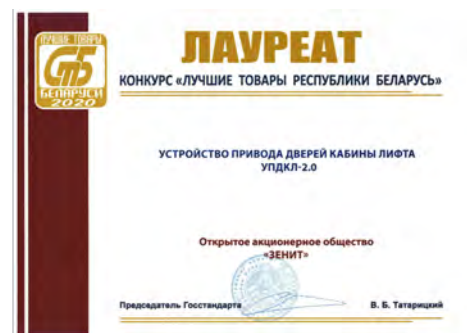 ЛУЧШИЕ ТОВАРЫ
СТБ
БЕЛАРУСИ
2020
ЛАУРЕАТ
КОНКУРС «ЛУЧШИЕ ТОВАРЫ РЕСПУБЛИКИ БЕЛАРУСЬ»
УСТРОЙСТВО ПРИВОДА ДВЕРЕЙ КАБИНЫ ЛИФТА
УПДКЛ-2.0
Открытое акционерное общество
«ЗЕНИТ»
Председатель Госстандарта
В. Б. Татарицкий